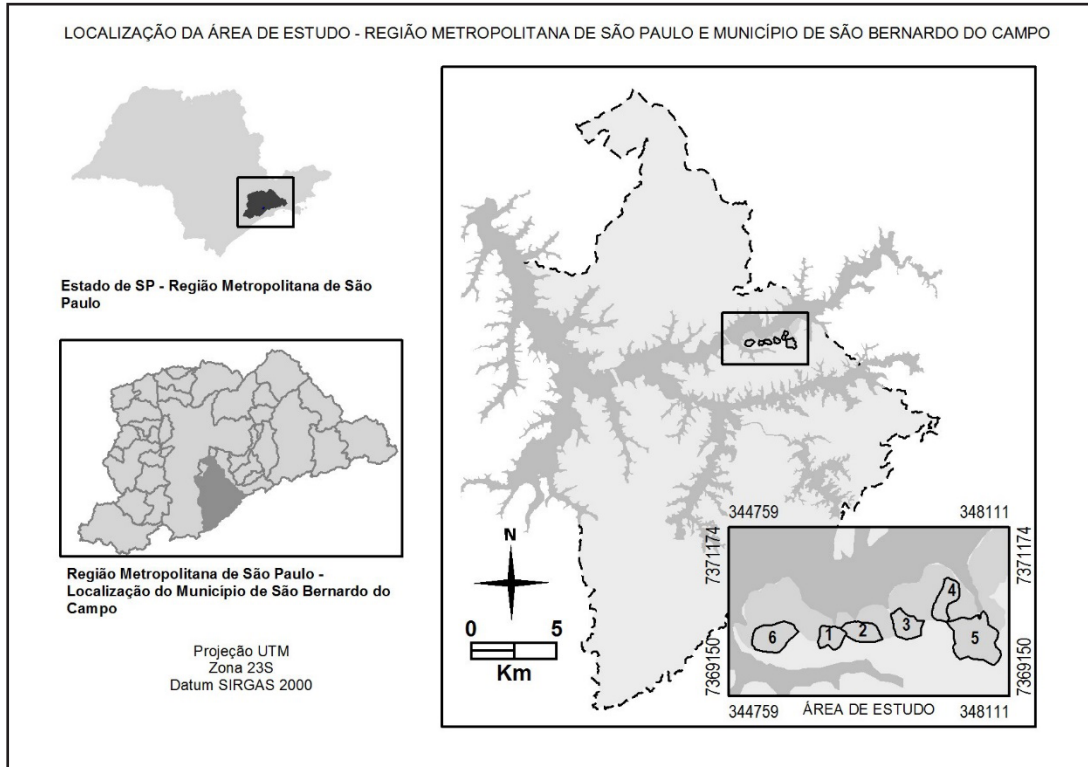 LOCALIZAÇÃO DA ÁREA DE ESTUDO - REGIÃO METROPOLITANA DE SÃO PAULO E MUNICÍPIO DE SÃO BERNARDO DO CAMPO
Estado de SP - Região Metropolitana de São
Paulo
Região Metropolitana de São Paulo -
Localização do Município de São Bernardo do
Campo
Projeção UTM
Zona 23S
Datum SIRGAS 2000
N
0 5
Km
344759 348111
7371174 7371174
4
6 1 2 3 5
7369150 7369150
344759 ÁREA DE ESTUDO 348111